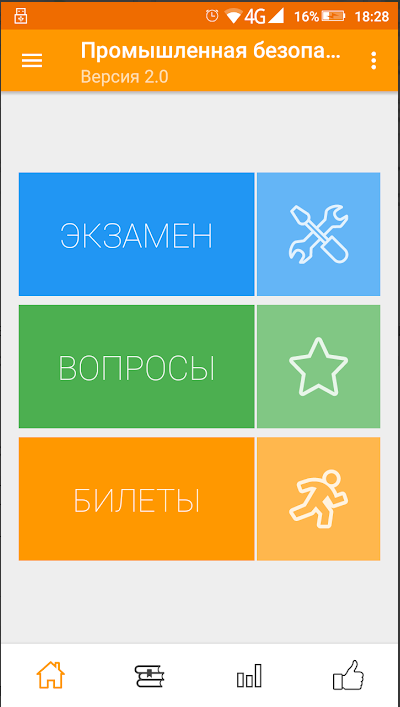 4G 16% 18:28
Промышленная безопа...
Версия 2.0
ЭКЗАМЕН
ВОПРОСЫ
БИЛЕТЫ